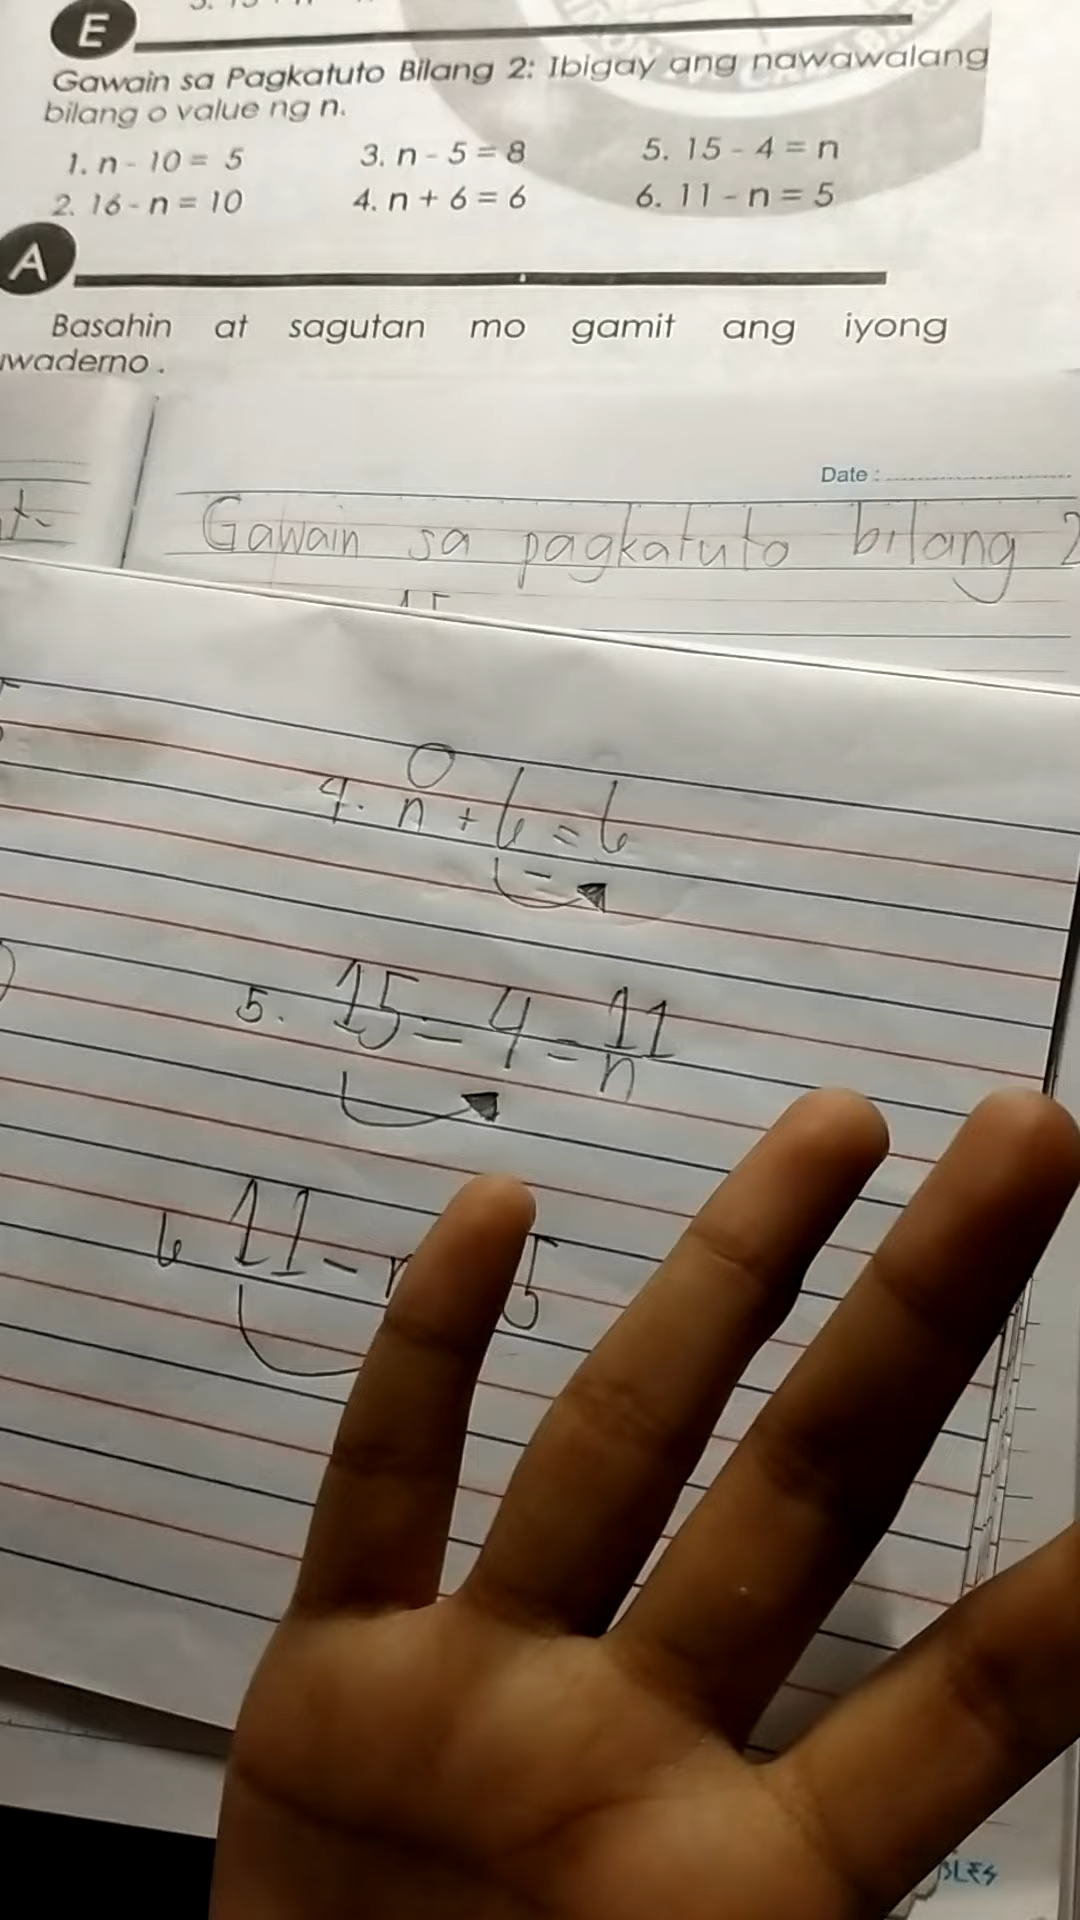 E
Gawain sa Pagkatuto Bilang 2: Ibigay ang nawawalang
bilang o value ng n.
1. n - 10 = 5
3. n - 5 = 8
5. 15 - 4 = n
2. 16 - n = 10
4. n + 6 = 6
6. 11 - n = 5
A
Basahin at sagutan mo gamit ang iyong
waderno.
Date :
Gawain sa pagkatuto bilang 2
0
4. n + 6 = 6
-
11
5. 15 - 4 = n
6 11 - 5